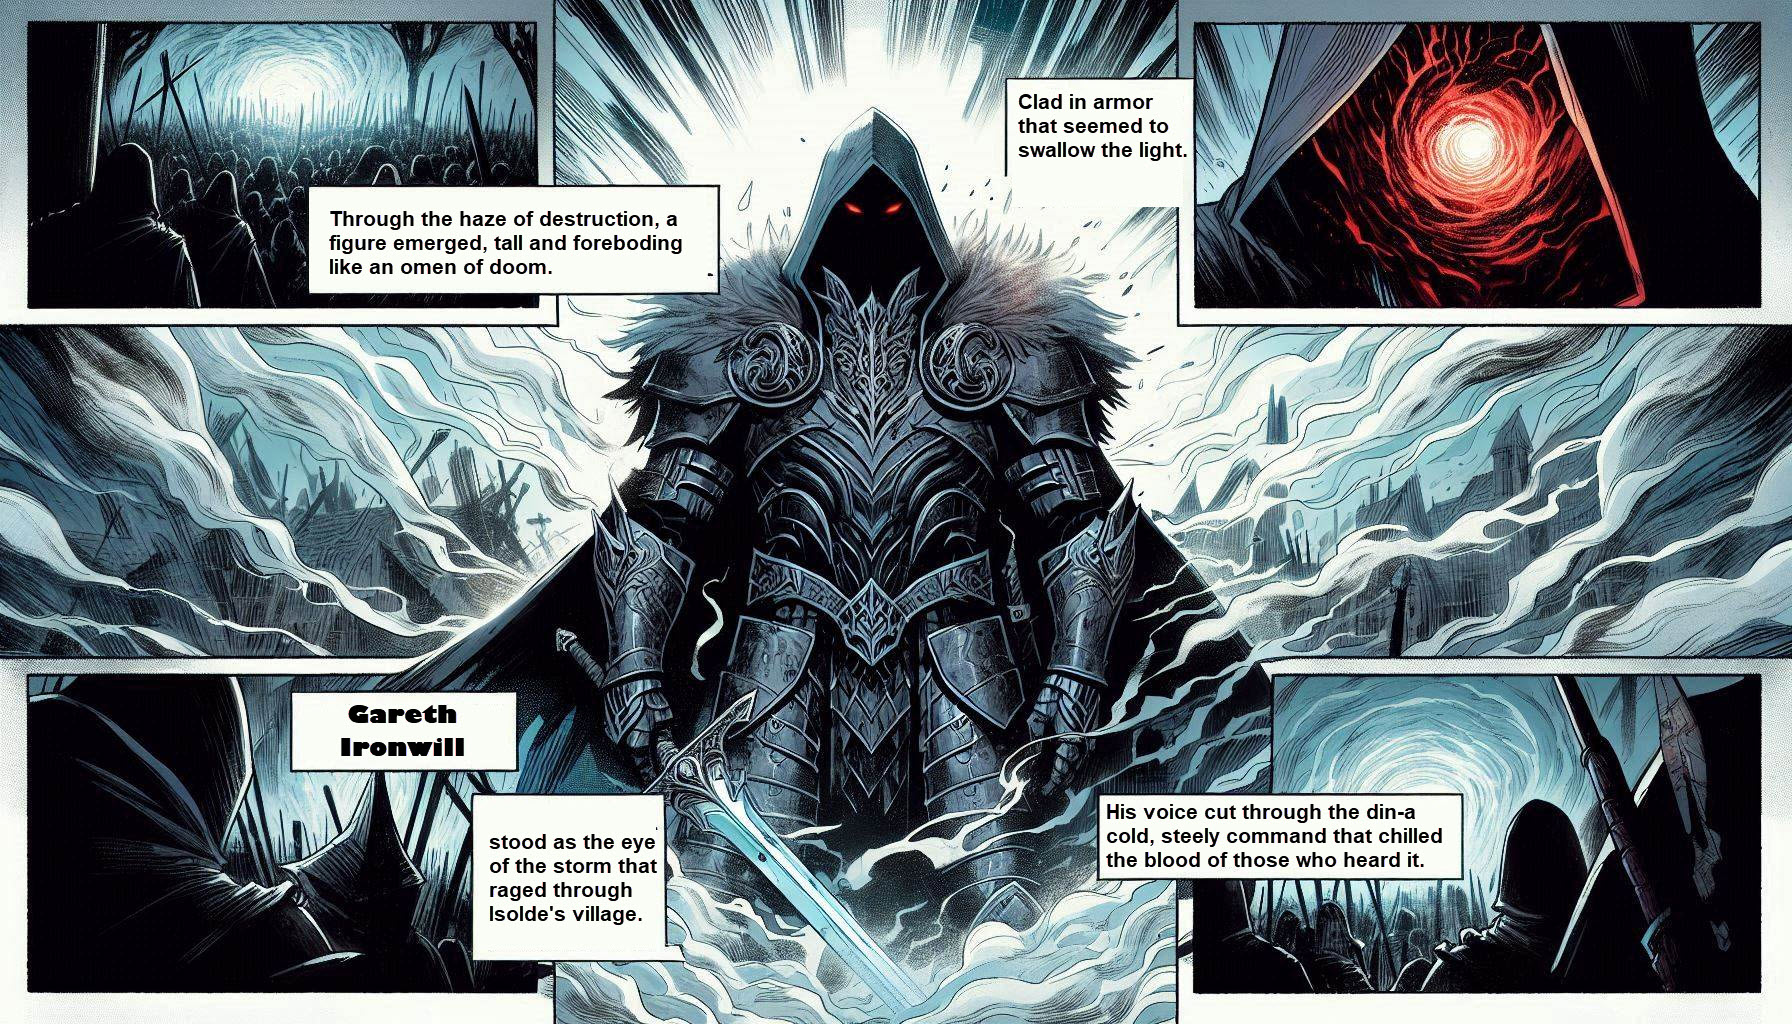 Through the haze of destruction, a
figure emerged, tall and foreboding
like an omen of doom.
Clad in armor
that seemed to
swallow the light.
Gareth
Ironwill
stood as the eye
of the storm that
raged through
Isolde's village.
His voice cut through the din-a
cold, steely command that chilled
the blood of those who heard it.